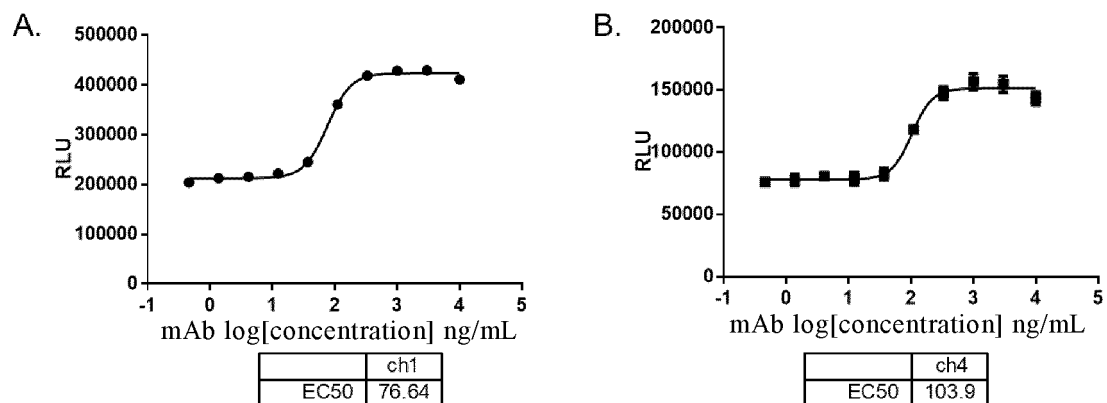 A.
500000
400000
300000
200000
100000
0
RLU
-1 0 1 2 3 4 5
mAb log[concentration] ng/mL
ch1
EC50 76.64
B.
200000
150000
100000
50000
0
RLU
-1 0 1 2 3 4 5
mAb log[concentration] ng/mL
ch4
EC50 103.9